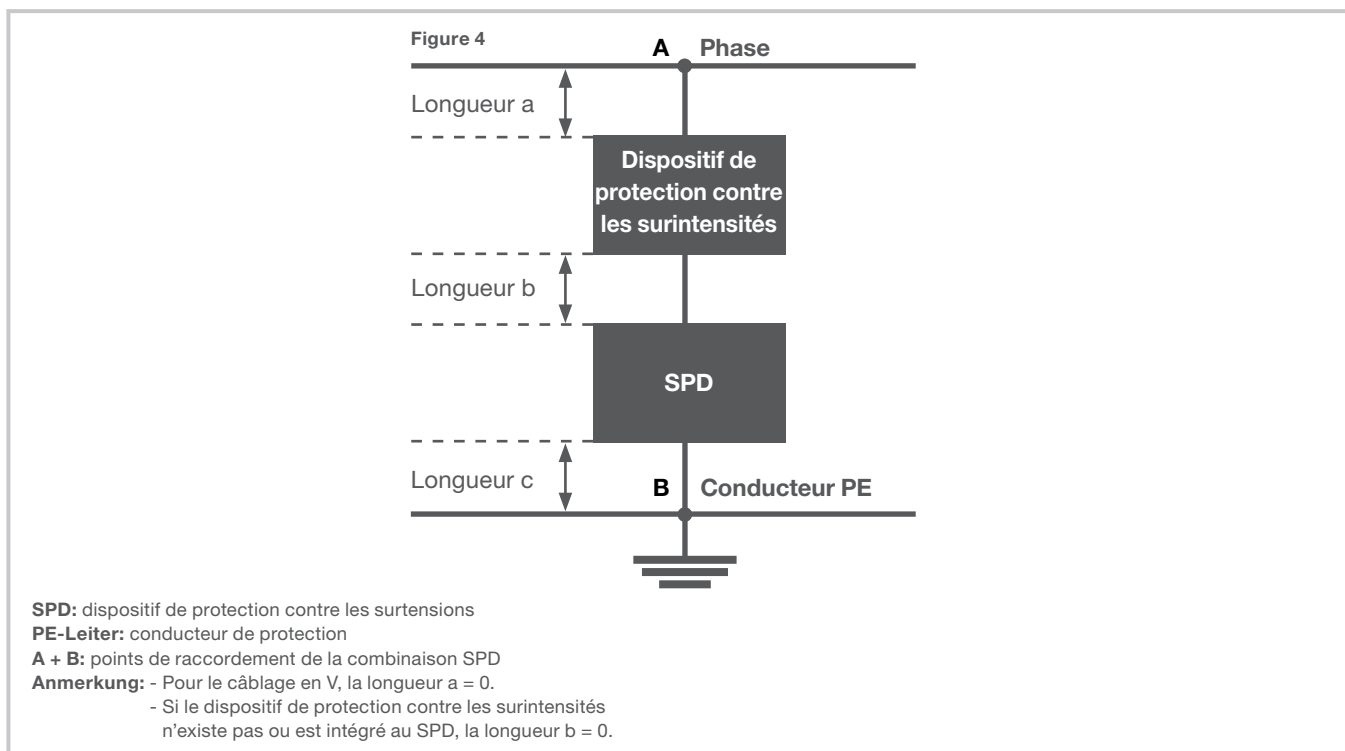 Figure 4
A Phase
Longueur a
Dispositif de
protection contre
les surintensités
Longueur b
SPD
Longueur c
B Conducteur PE
SPD: dispositif de protection contre les surtensions
PE-Leiter: conducteur de protection
A + B: points de raccordement de la combinaison SPD
Anmerkung: - Pour le câblage en V, la longueur a = 0.
- Si le dispositif de protection contre les surintensités
n’existe pas ou est intégré au SPD, la longueur b = 0.